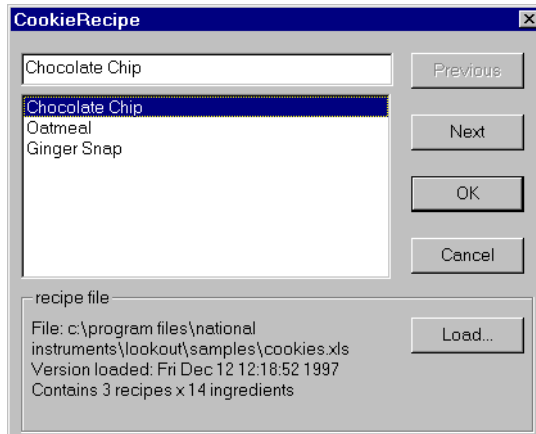 CookieRecipe
Chocolate Chip
Previous
Chocolate Chip
Oatmeal
Ginger Snap
Next
OK
Cancel
recipe file
File: c:\program files\national
instruments\lookout\samples\cookies.xls
Version loaded: Fri Dec 12 12:18:52 1997
Contains 3 recipes x 14 ingredients
Load...